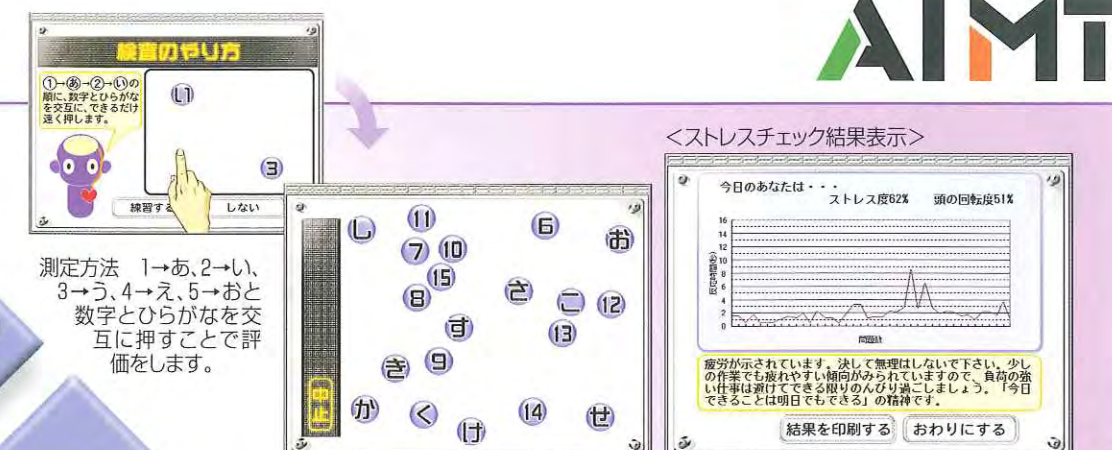 AIMT
検査のやり方
①→あ→②→いの
順に、数字とひらがな
を交互に、できるだけ
速く押します。
い
3
練習す
しない
測定方法　1→あ、2→い、
3→う、4→え、5→おと
数字とひらがなを交
互に押すことで評
価をします。
し
11
6
お
7
10
15
8
さ
こ
12
す
13
き
9
か
く
け
14
せ
中止
<ストレスチェック結果表示>
今日のあなたは・・・
ストレス度62%　頭の回転度51%
16
14
12
10
8
6
4
2
0
問題数
疲労が示されています。決して無理はしないで下さい。少し
の作業でも疲れやすい傾向がみられていますので、負荷の強
い仕事は避けてできる限りのんびり過ごしましょう。「今日
できることは明日でもできる」の精神です。
結果を印刷する
おわりにする